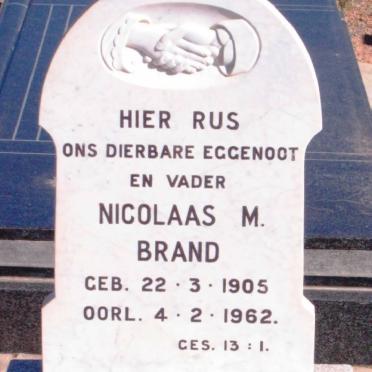 HIER RUS
ONS DIERBARE EGGENOOT
EN VADER
NICOLAAS M.
BRAND
GEB. 22·3·1905
OORL. 4·2·1962.
GES. 13:1.